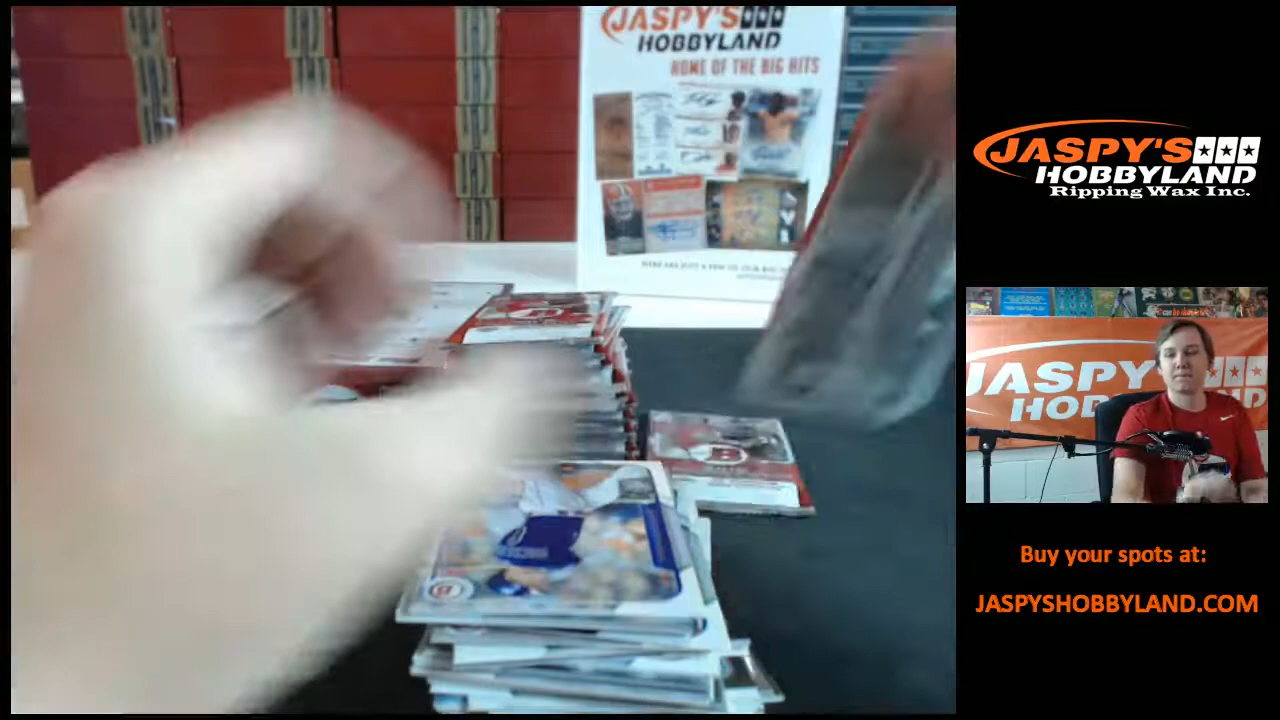 JASPY'S
HOBBYLAND
HOME OF THE BIG HITS
JASPY'S
HOBBYLAND
Ripping Wax Inc.
JASPY
HOB
Buy your spots at:
JASPYSHOBBYLAND.COM